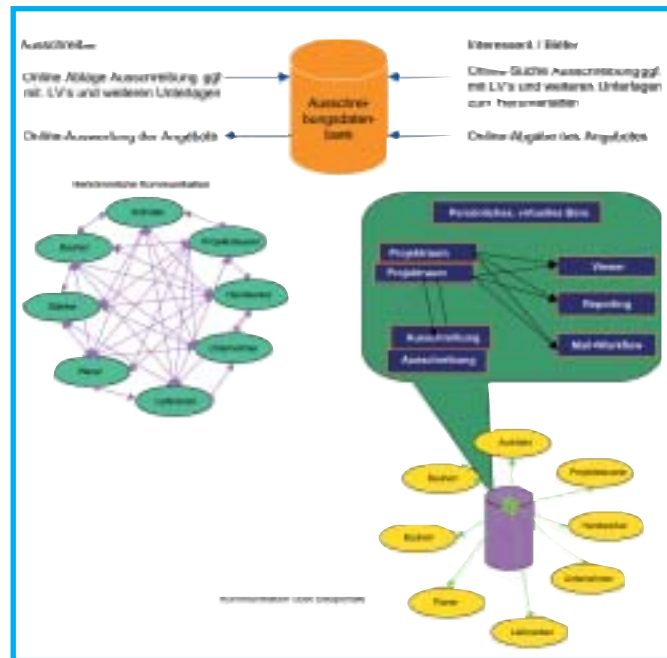 Ausschreiber
Interessent / Bieter
Online-Ablage Ausschreibung ggf.
mit LV's und weiteren Unterlagen
Online-Suche Ausschreibung ggf.
mit LV's und weiteren Unterlagen
zum
Ausschrei-
bungsdaten-
bank
Online-Auswertung der Angebote
Online-Abgabe des Angebotes
Herkömmliche Kommunikation
Persönliches, virtuelles Büro
Projektraum
Projektraum
Viewer
Reporting
Mail-Workflow
Ausschreibung
Ausschreibung
Projektsteuerer
Bauherr
Handwerker
Unternehmer
Planer
Lieferanten
Architekt
Bauherr
Projektsteuerer
Bauherr
Handwerker
Unternehmer
Planer
Lieferanten
Kommunikation über Bauportale